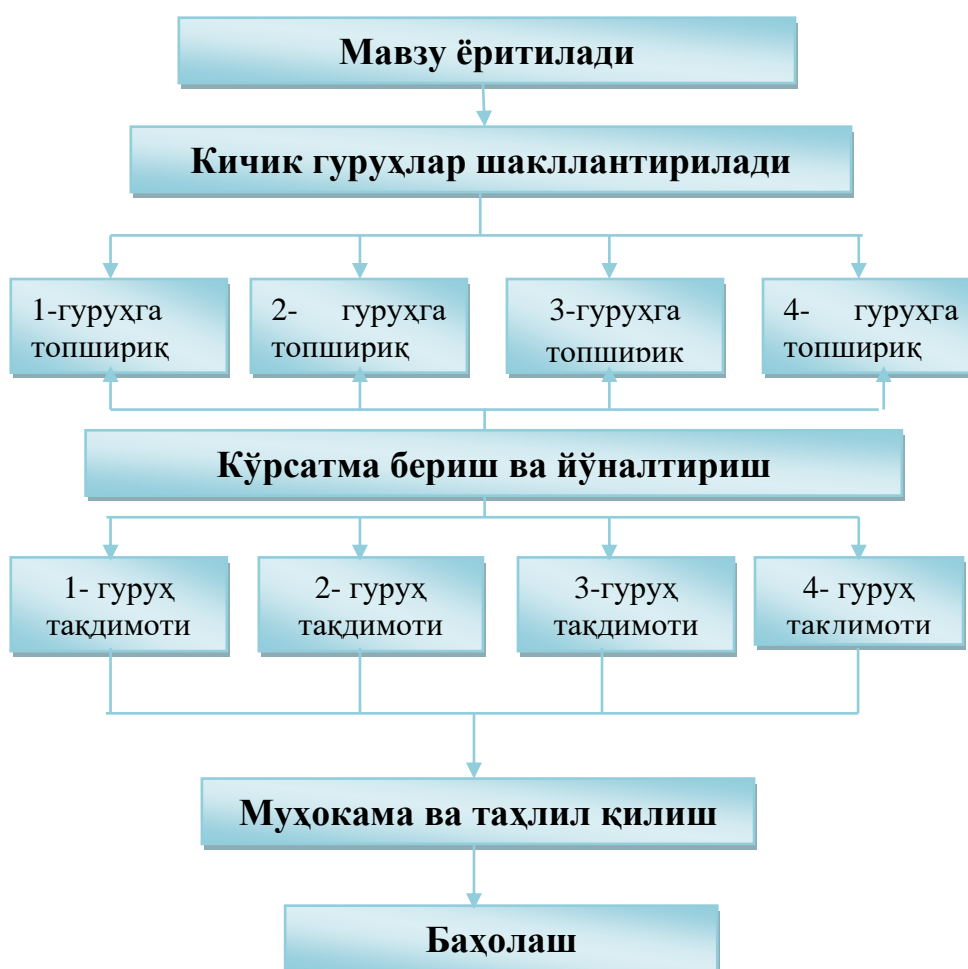 Мавзу ёритилади
Кичик гуруҳлар шакллантирилади
1-гуруҳга
топшириқ
2- гуруҳга
топшириқ
3-гуруҳга
топшириқ
4- гуруҳга
топшириқ
Кўрсатма бериш ва йўналтириш
1- гуруҳ
тақдимоти
2- гуруҳ
тақдимоти
3-гуруҳ
тақдимоти
4- гуруҳ
тақдимоти
Муҳокама ва таҳлил қилиш
Баҳолаш